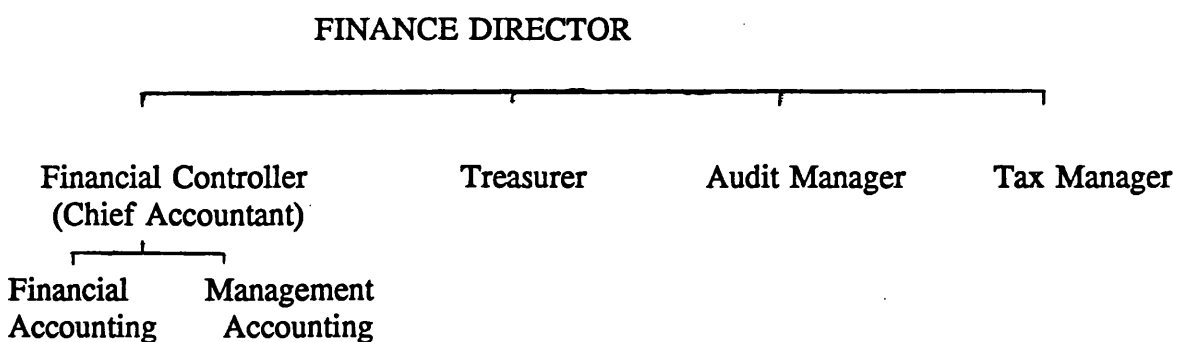 FINANCE DIRECTOR
Financial Controller Treasurer Audit Manager Tax Manager
(Chief Accountant)
Financial Management
Accounting Accounting